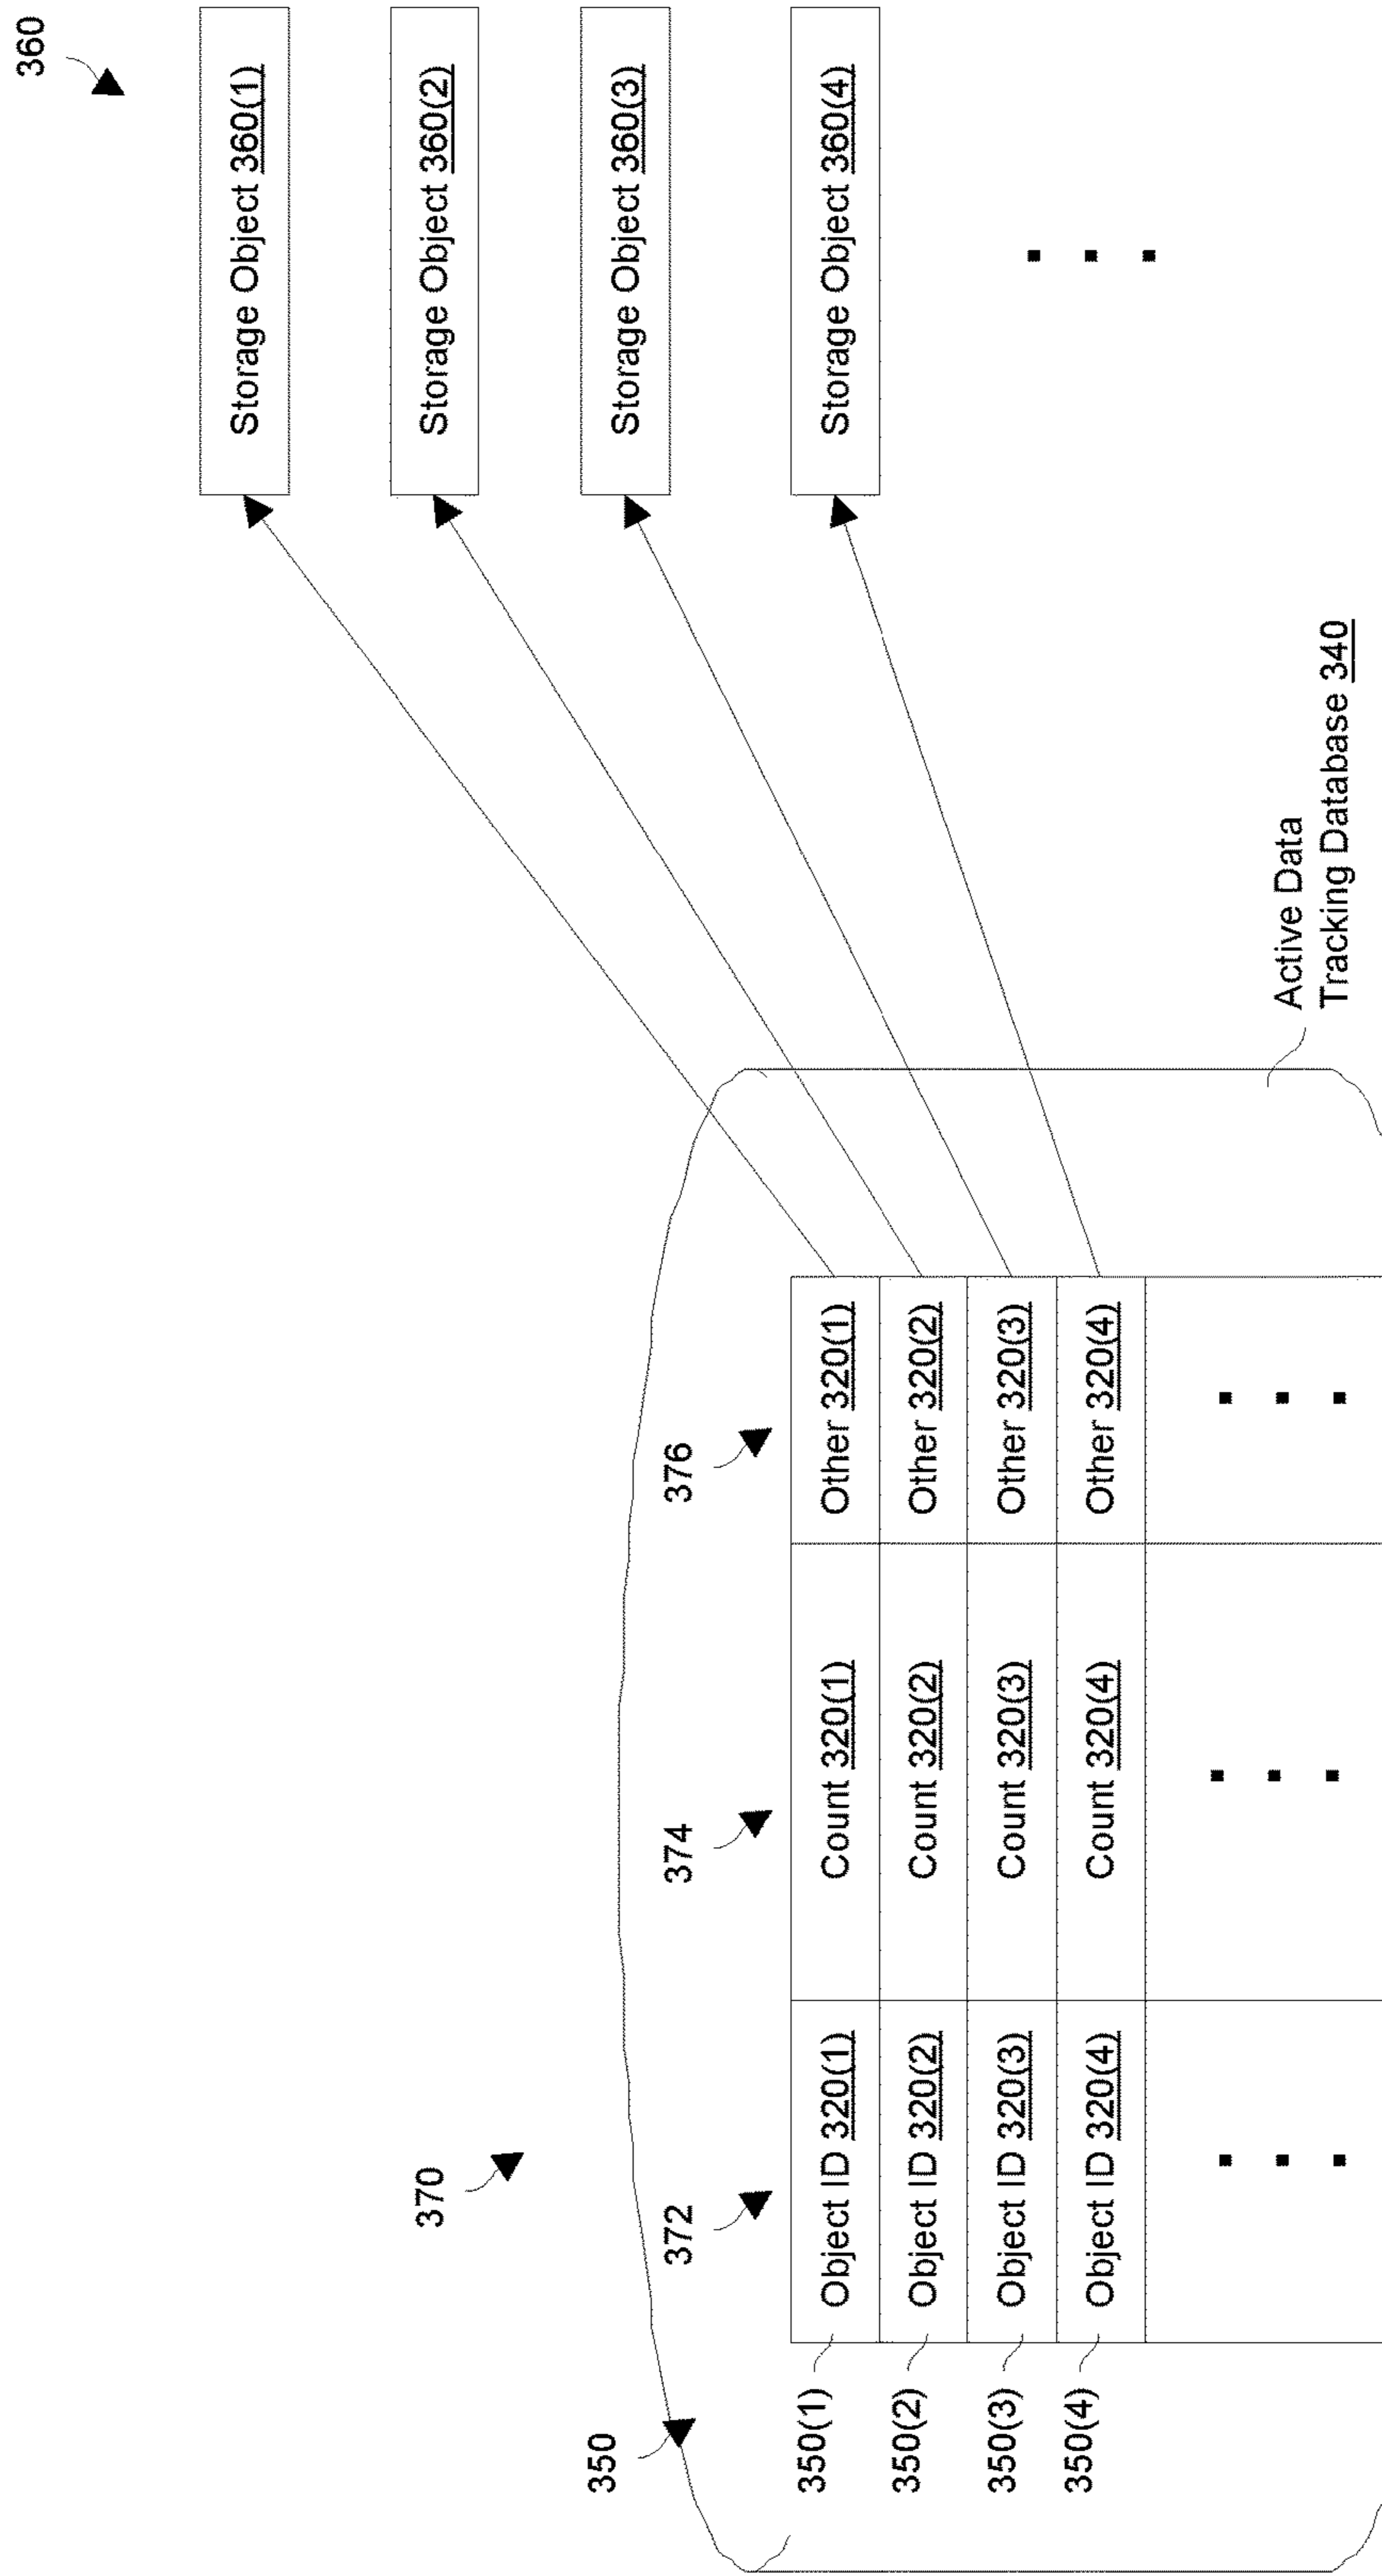 360
Storage Object 360(1)
Storage Object 360(2)
Storage Object 360(3)
Storage Object 360(4)
370
350
372
374
376
350(1)
Object ID 320(1)
Count 320(1)
Other 320(1)
350(2)
Object ID 320(2)
Count 320(2)
Other 320(2)
350(3)
Object ID 320(3)
Count 320(3)
Other 320(3)
350(4)
Object ID 320(4)
Count 320(4)
Other 320(4)
Active Data
Tracking Database 340